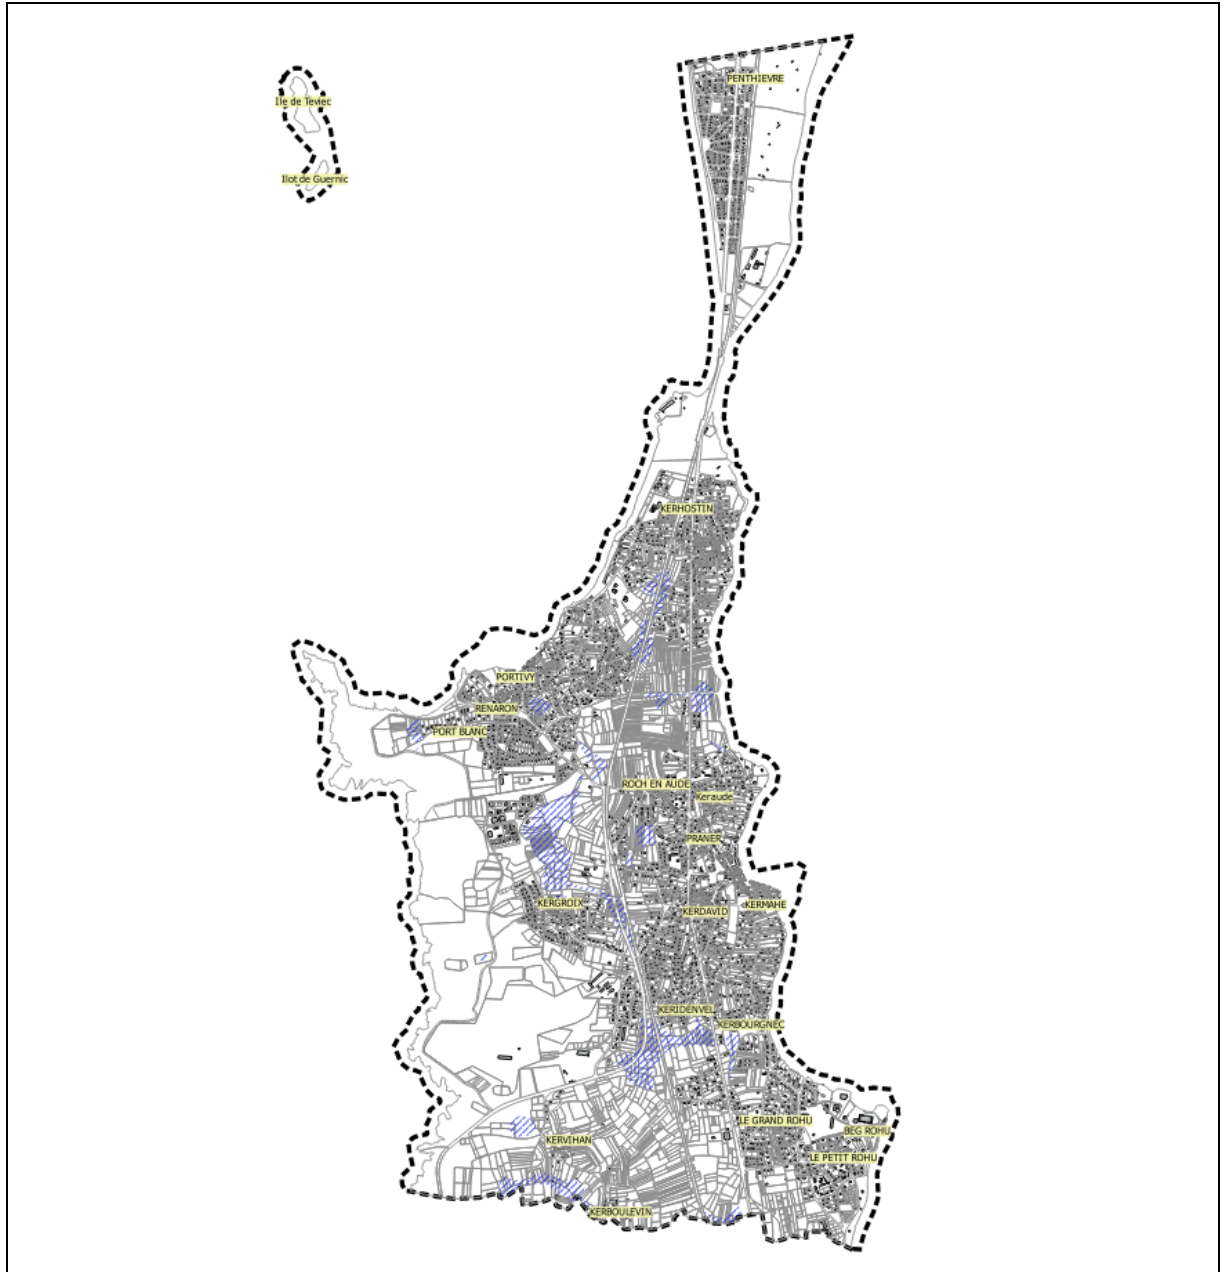 PENTHIEVRE
Ile de Teviec
Ilot de Guernic
KERHOSTIN
PORTIVY
RENARON
PORT BLANC
ROCH EN AUDE
Keraude
PRANER
KERGROIX
KERDAVID
KERMAHE
KERIDENVEL
KERBOURGNEC
LE GRAND ROHU
BEG ROHU
KERVIHAN
LE PETIT ROHU
KERBOULEVIN